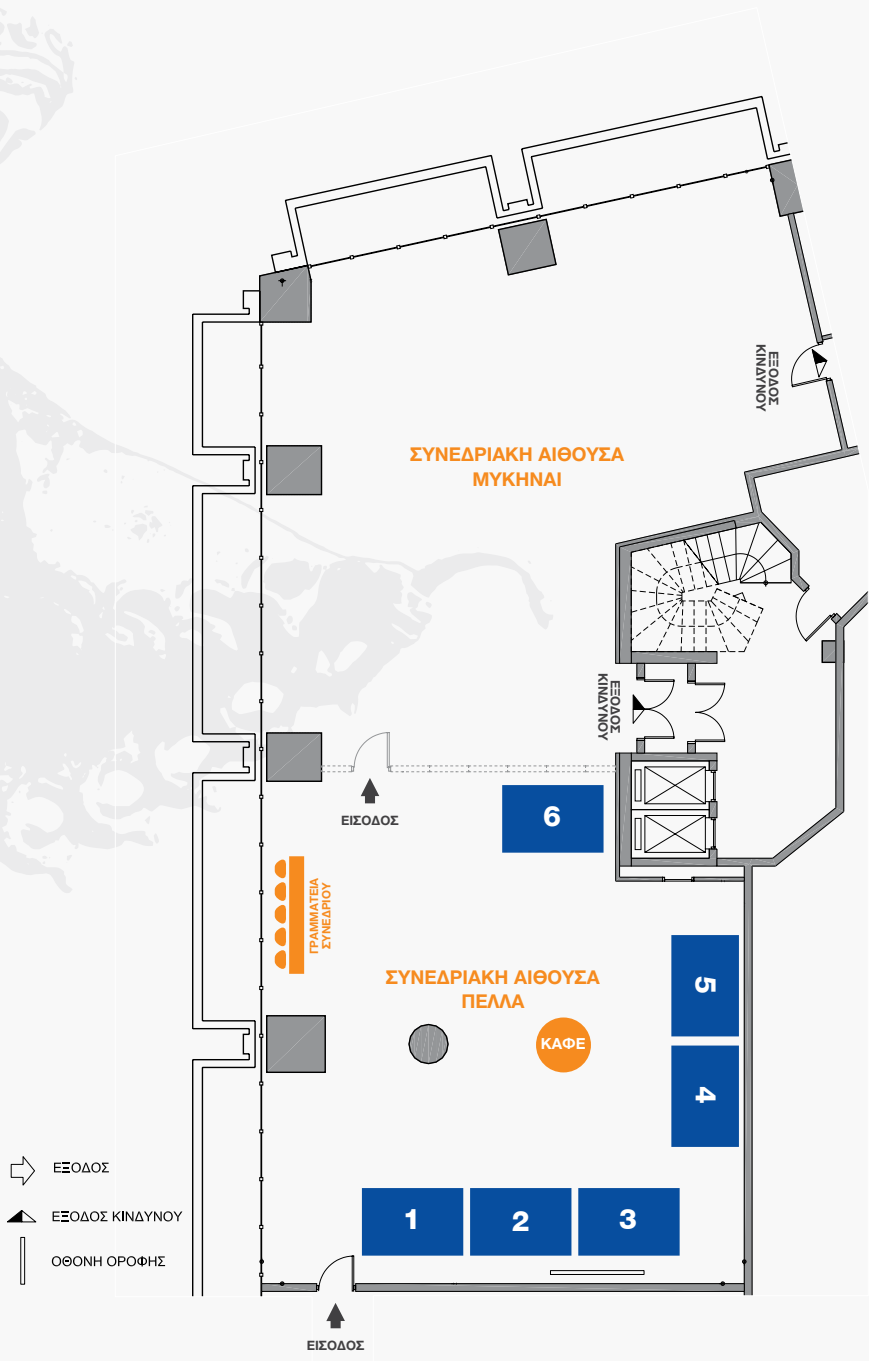 ΕΞΟΔΟΣ
ΚΙΝΔΥΝΟΥ
ΣΥΝΕΔΡΙΑΚΗ ΑΙΘΟΥΣΑ
ΜΥΚΗΝΑΙ
ΕΞΟΔΟΣ
ΚΙΝΔΥΝΟΥ
ΕΙΣΟΔΟΣ
6
ΓΡΑΜΜΑΤΕΙΑ
ΣΥΝΕΔΡΙΟΥ
ΣΥΝΕΔΡΙΑΚΗ ΑΙΘΟΥΣΑ
ΠΕΛΛΑ
5
ΚΑΦΕ
4
1
2
3
ΕΞΟΔΟΣ
ΕΞΟΔΟΣ ΚΙΝΔΥΝΟΥ
ΟΘΟΝΗ ΟΡΟΦΗΣ
ΕΙΣΟΔΟΣ